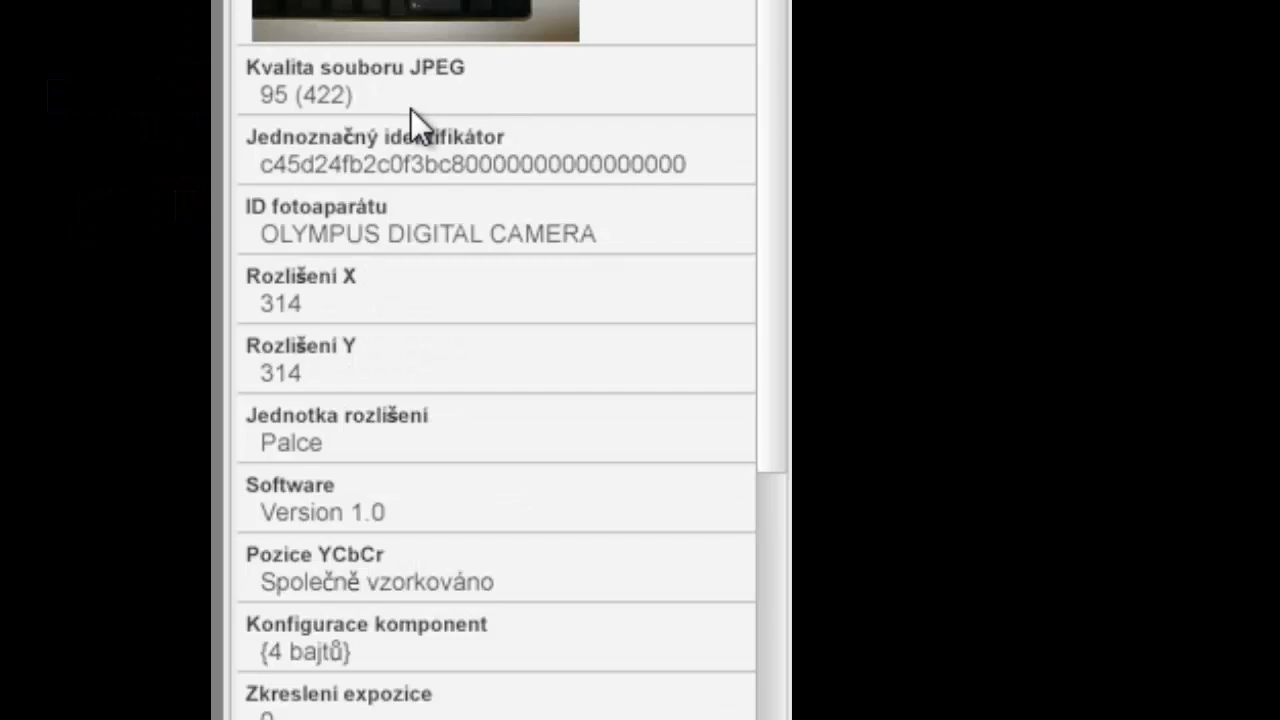 Kvalita souboru JPEG
95 (422)
Jednoznačný identifikátor
c45d24fb2c0f3bc80000000000000000
ID fotoaparátu
OLYMPUS DIGITAL CAMERA
Rozlišení X
314
Rozlišení Y
314
Jednotka rozlišení
Palce
Software
Version 1.0
Pozice YCbCr
Společně vzorkováno
Konfigurace komponent
{4 bajtů}
Zkreslení expozice
0